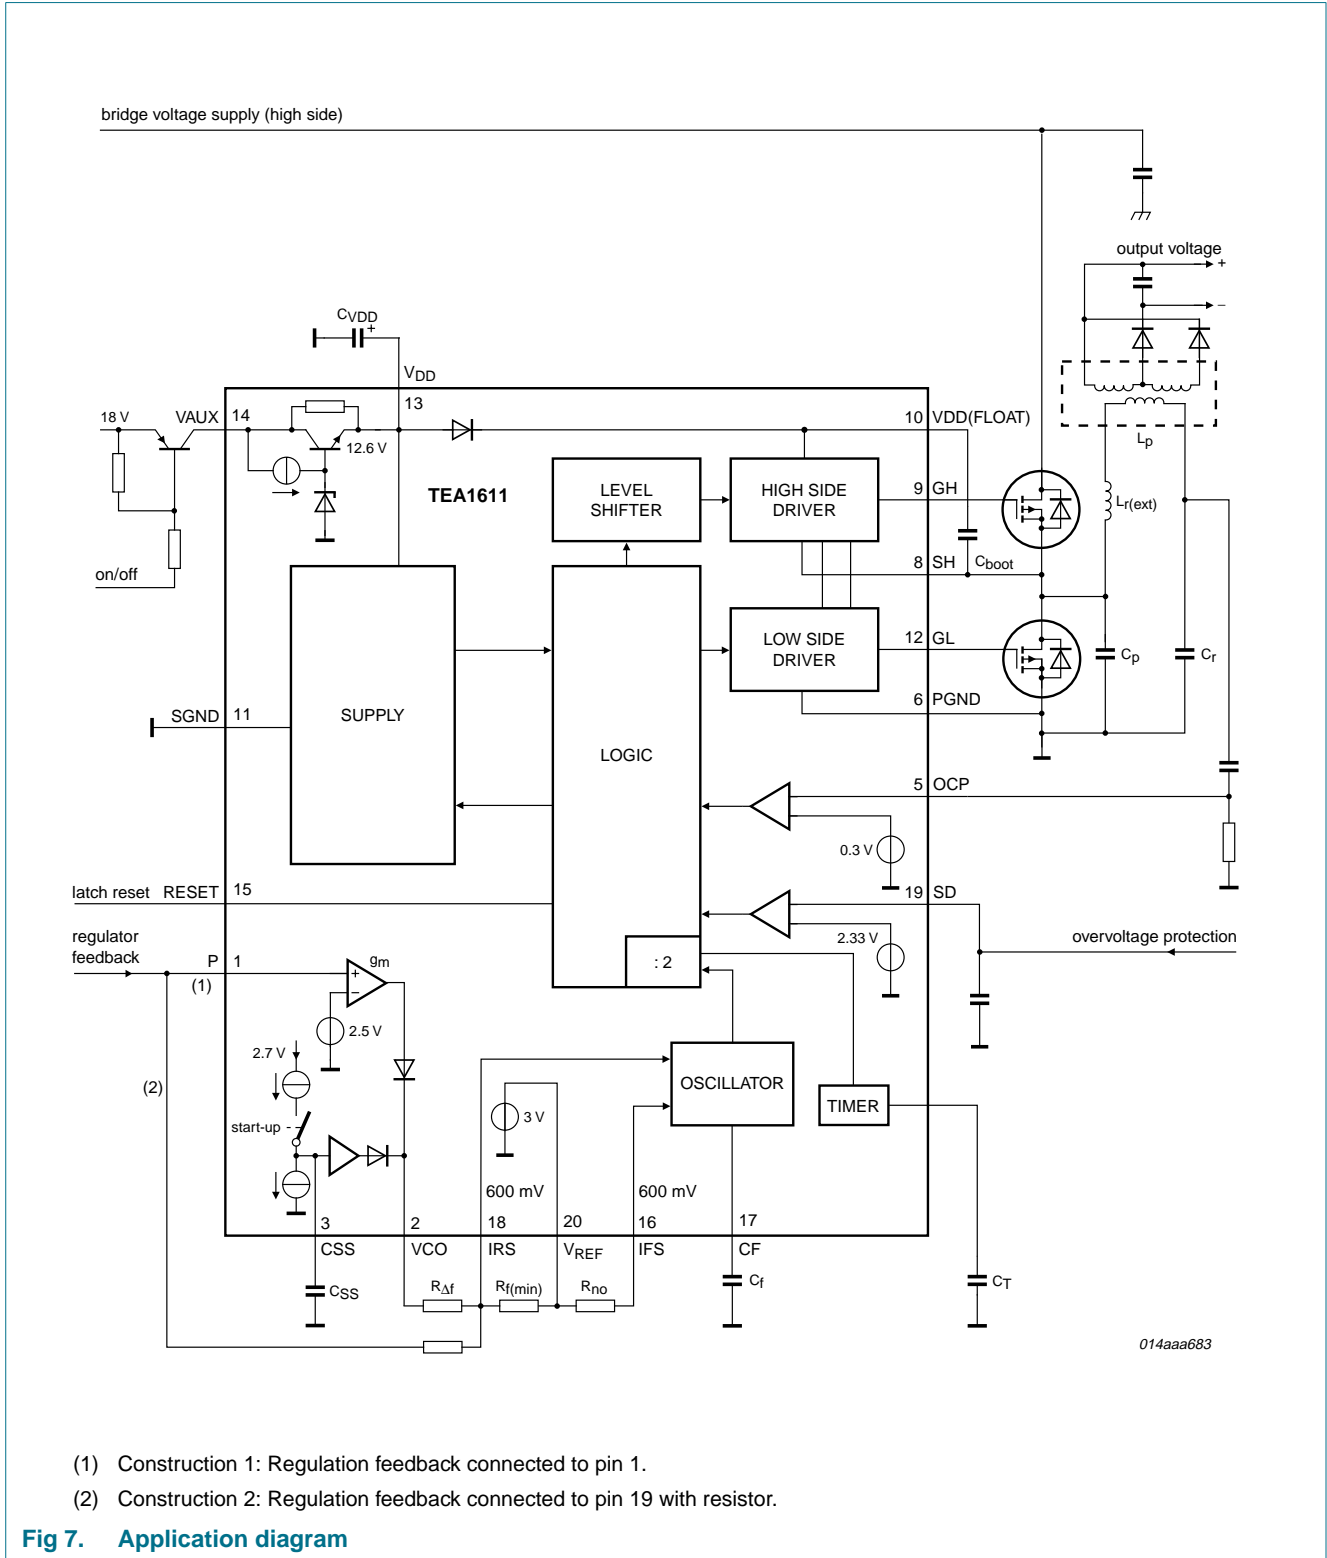 bridge voltage supply (high side)
output voltage
+
−
CVDD
+
VDD
13
18 V
VAUX
14
12.6 V
10
VDD(FLOAT)
Lp
TEA1611
LEVEL
SHIFTER
HIGH SIDE
DRIVER
9
GH
Lr(ext)
on/off
8
SH
Cboot
LOW SIDE
DRIVER
12
GL
Cp
Cr
6
PGND
SGND
11
SUPPLY
LOGIC
5
OCP
0.3 V
latch reset
RESET
15
19
SD
regulator
feedback
2.33 V
overvoltage protection
P
1
(1)
gm
+
−
: 2
2.5 V
2.7 V
(2)
OSCILLATOR
TIMER
3 V
start-up
600 mV
600 mV
3
2
18
20
16
17
CSS
VCO
IRS
VREF
IFS
CF
CSS
RΔf
Rf(min)
Rno
Cf
CT
014aaa683
(1) Construction 1: Regulation feedback connected to pin 1.
(2) Construction 2: Regulation feedback connected to pin 19 with resistor.
Fig 7. Application diagram